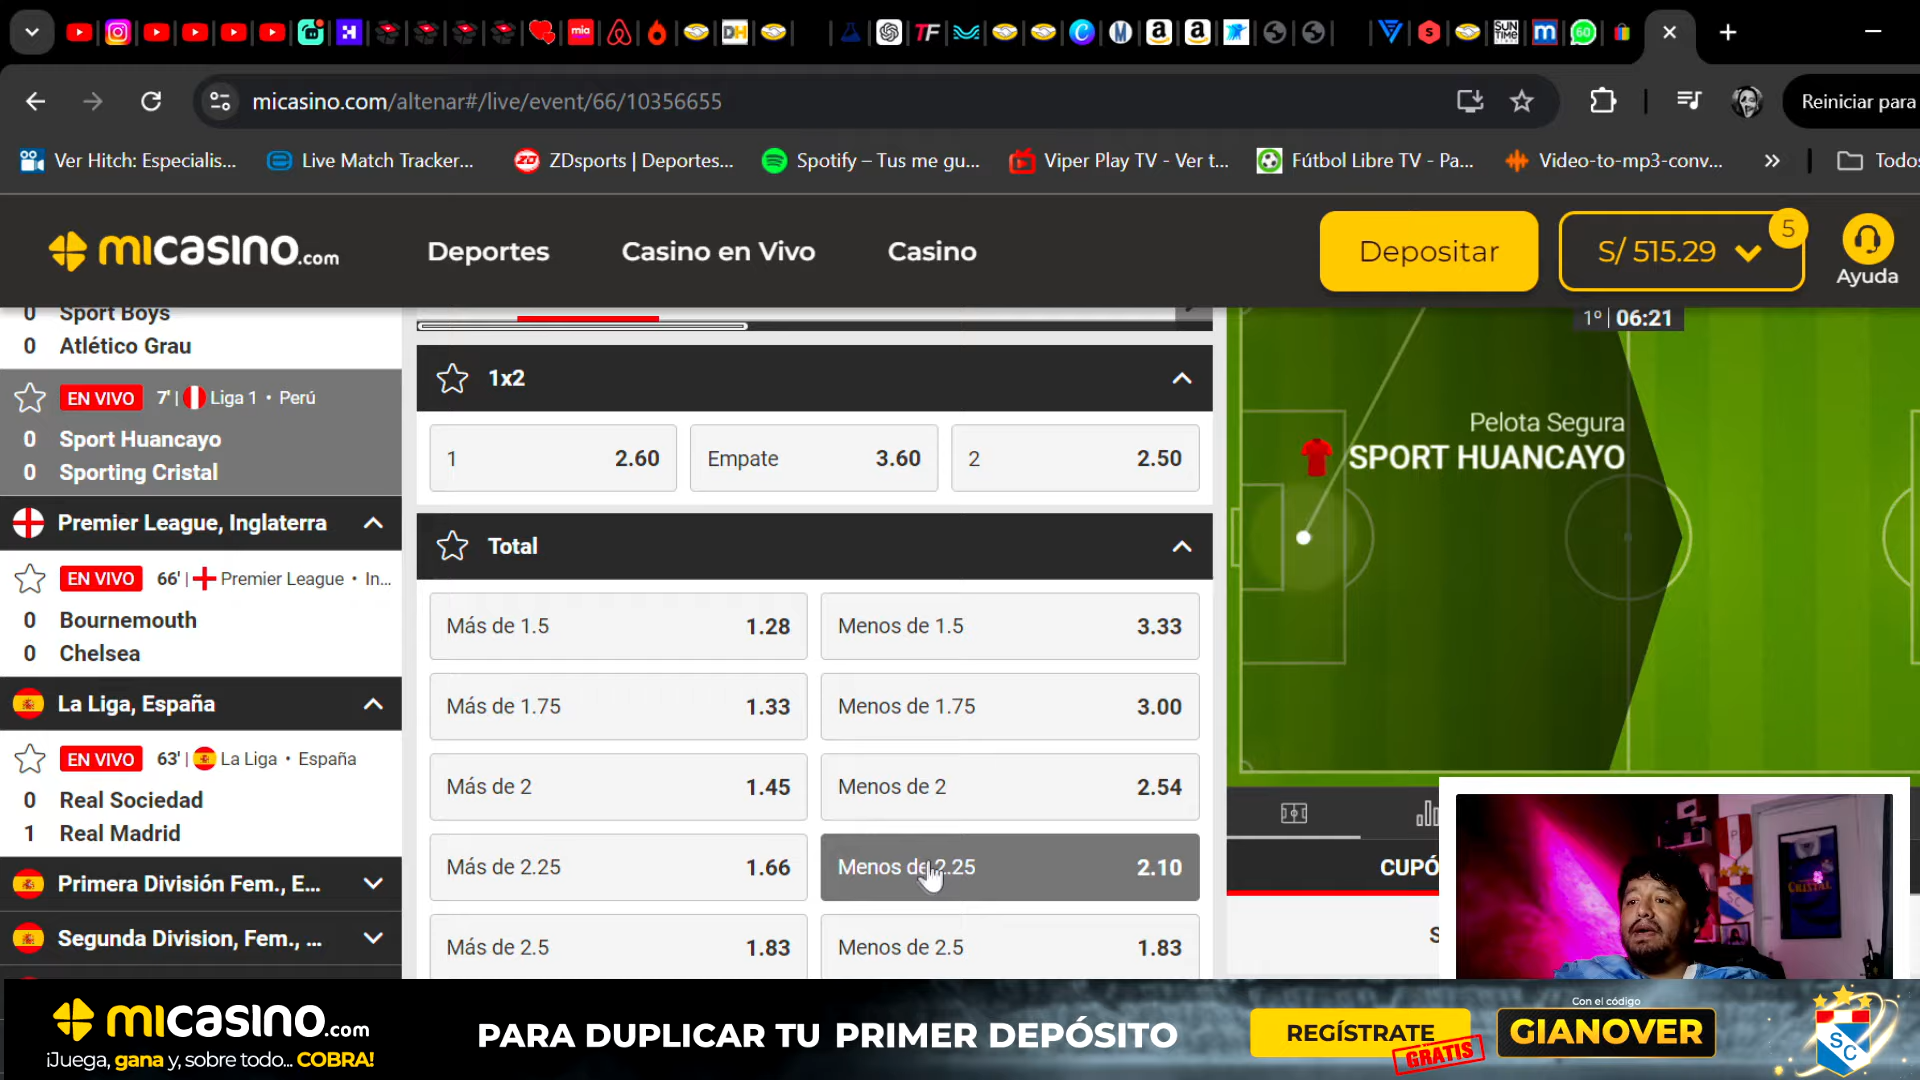 mia
DH
TF
SUN
TIME
60
micasino.com/altenar#/live/event/66/10356655
Reiniciar para
Ver Hitch: Especialis...
Live Match Tracker...
ZDsports | Deportes...
Spotify – Tus me gu...
Viper Play TV - Ver t...
Fútbol Libre TV - Pa...
Video-to-mp3-conv...
»
Todos
micasino.com
Deportes
Casino en Vivo
Casino
Depositar
S/ 515.29
5
Ayuda
0 Sport Boys
0 Atlético Grau
EN VIVO 7' | Liga 1 • Perú
0 Sport Huancayo
0 Sporting Cristal
Premier League, Inglaterra
EN VIVO 66' | Premier League • In...
0 Bournemouth
0 Chelsea
La Liga, España
EN VIVO 63' | La Liga • España
0 Real Sociedad
1 Real Madrid
Primera División Fem., E...
Segunda Division, Fem., ...
1x2
1 2.60
Empate 3.60
2 2.50
Total
Más de 1.5 1.28
Menos de 1.5 3.33
Más de 1.75 1.33
Menos de 1.75 3.00
Más de 2 1.45
Menos de 2 2.54
Más de 2.25 1.66
Menos de 2.25 2.10
Más de 2.5 1.83
Menos de 2.5 1.83
1º | 06:21
Pelota Segura
SPORT HUANCAYO
CUPÓ
S
CRISTAL
micasino.com
¡Juega, gana y, sobre todo... COBRA!
PARA DUPLICAR TU PRIMER DEPÓSITO
REGÍSTRATE
GRATIS
Con el código
GIANOVER
SC